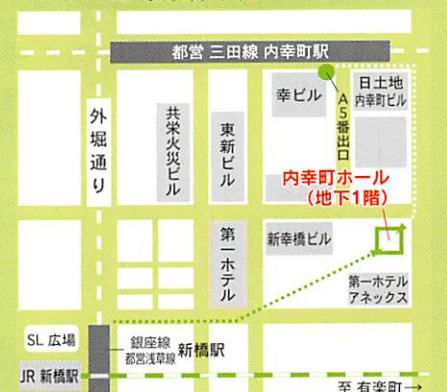 都営 三田線 内幸町駅
幸ビル
日土地
内幸町ビル
A5番出口
外堀通り
共栄火災ビル
東新ビル
内幸町ホール
(地下1階)
第一ホテル
新幸橋ビル
第一ホテル
アネックス
SL 広場
銀座線
都営浅草線
新橋駅
JR 新橋駅
至 有楽町→